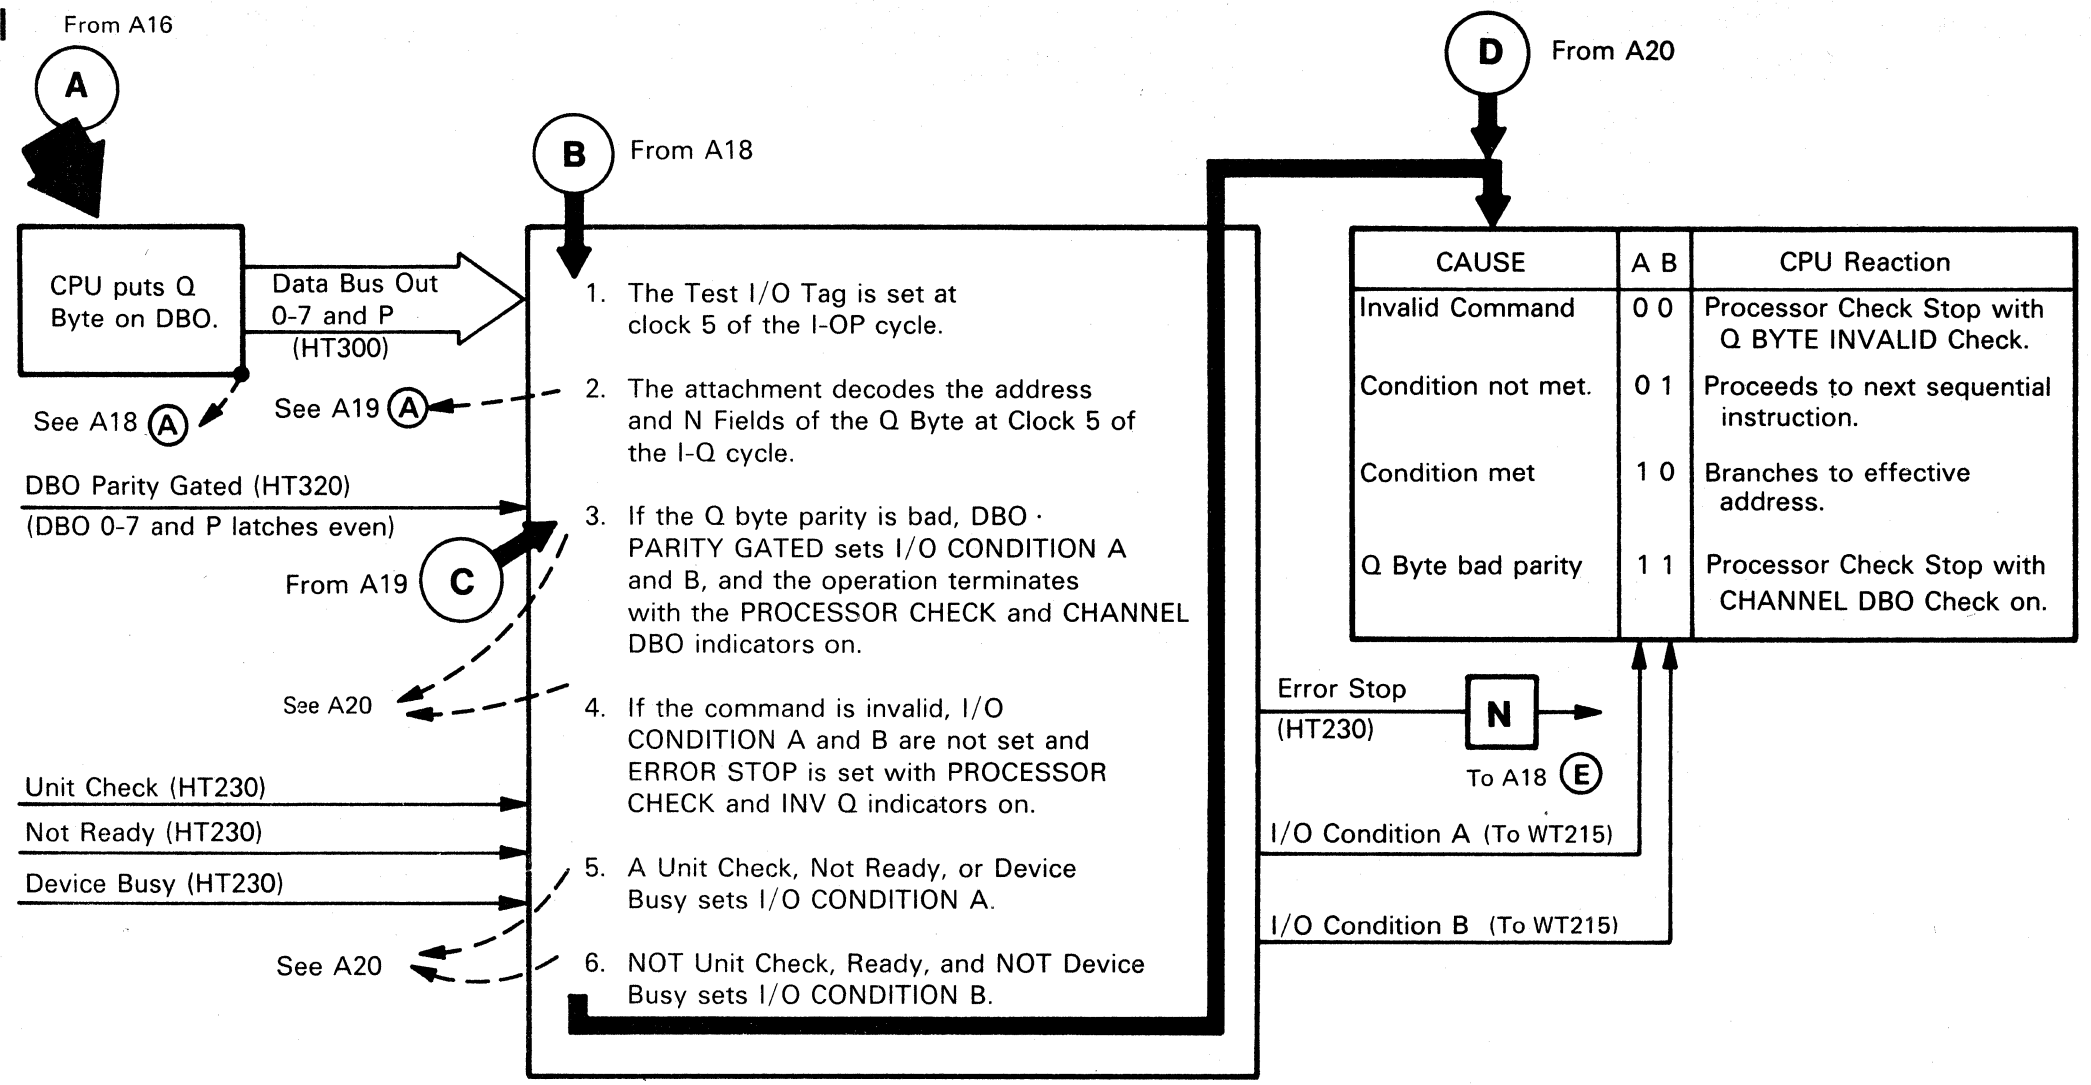 From A16
A
D
From A20
B
From A18
CPU puts Q
Byte on DBO.
Data Bus Out
0-7 and P
(HT300)
See A18 A
See A19 A
DBO Parity Gated (HT320)
(DBO 0-7 and P latches even)
From A19
C
See A20
Unit Check (HT230)
Not Ready (HT230)
Device Busy (HT230)
See A20
1. The Test I/O Tag is set at
clock 5 of the I-OP cycle.
2. The attachment decodes the address
and N Fields of the Q Byte at Clock 5 of
the I-Q cycle.
3. If the Q byte parity is bad, DBO ·
PARITY GATED sets I/O CONDITION A
and B, and the operation terminates
with the PROCESSOR CHECK and CHANNEL
DBO indicators on.
4. If the command is invalid, I/O
CONDITION A and B are not set and
ERROR STOP is set with PROCESSOR
CHECK and INV Q indicators on.
5. A Unit Check, Not Ready, or Device
Busy sets I/O CONDITION A.
6. NOT Unit Check, Ready, and NOT Device
Busy sets I/O CONDITION B.
CAUSE A B CPU Reaction
Invalid Command 0 0 Processor Check Stop with
Q BYTE INVALID Check.
Condition not met. 0 1 Proceeds to next sequential
instruction.
Condition met 1 0 Branches to effective
address.
Q Byte bad parity 1 1 Processor Check Stop with
CHANNEL DBO Check on.
Error Stop
(HT230)
N
To A18 E
I/O Condition A (To WT215)
I/O Condition B (To WT215)